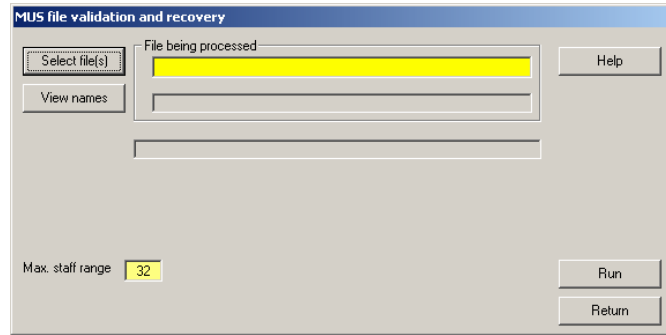 MUS file validation and recovery
Select file(s)
File being processed
Help
View names
Max. staff range 32
Run
Return